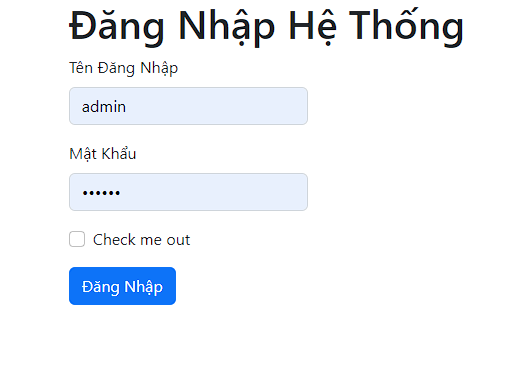 Đăng Nhập Hệ Thống
Tên Đăng Nhập
admin
Mật Khẩu
••••••
Check me out
Đăng Nhập